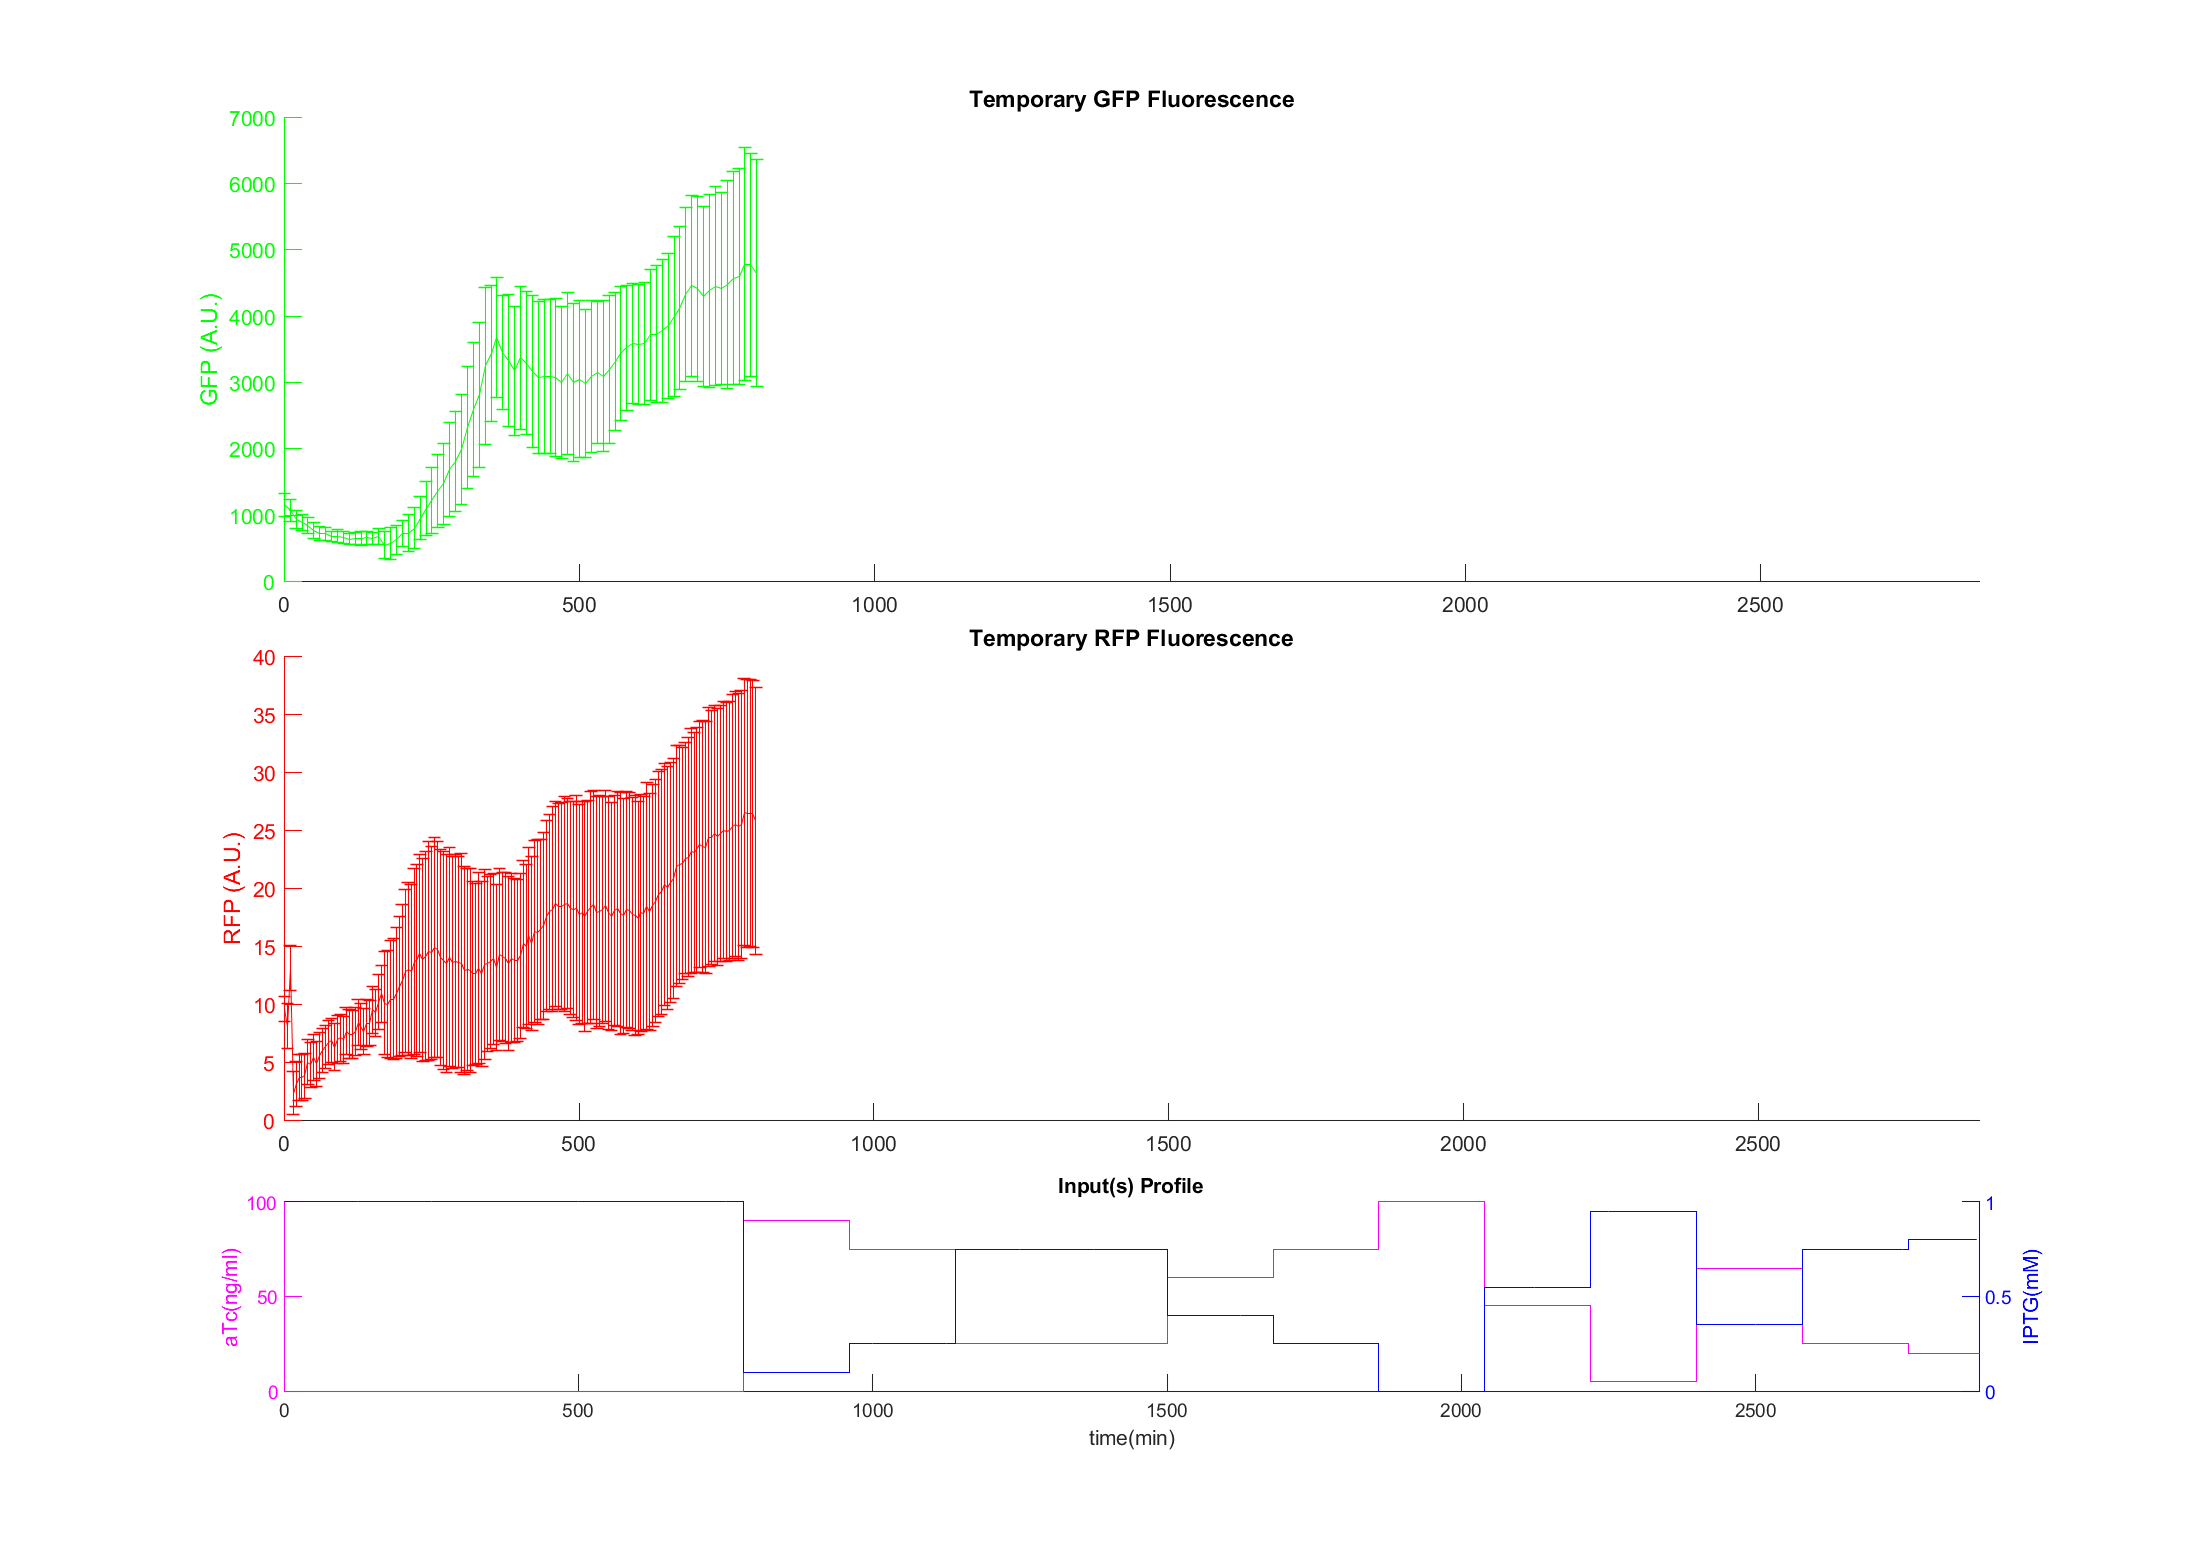 Temporary GFP Fluorescence
7000
6000
5000
4000
3000
2000
1000
0
GFP (A.U.)
0 500 1000 1500 2000 2500
Temporary RFP Fluorescence
40
35
30
25
20
15
10
5
0
RFP (A.U.)
0 500 1000 1500 2000 2500
Input(s) Profile
100
50
0
aTc(ng/ml)
1
0.5
0
IPTG(mM)
0 500 1000 1500 2000 2500
time(min)